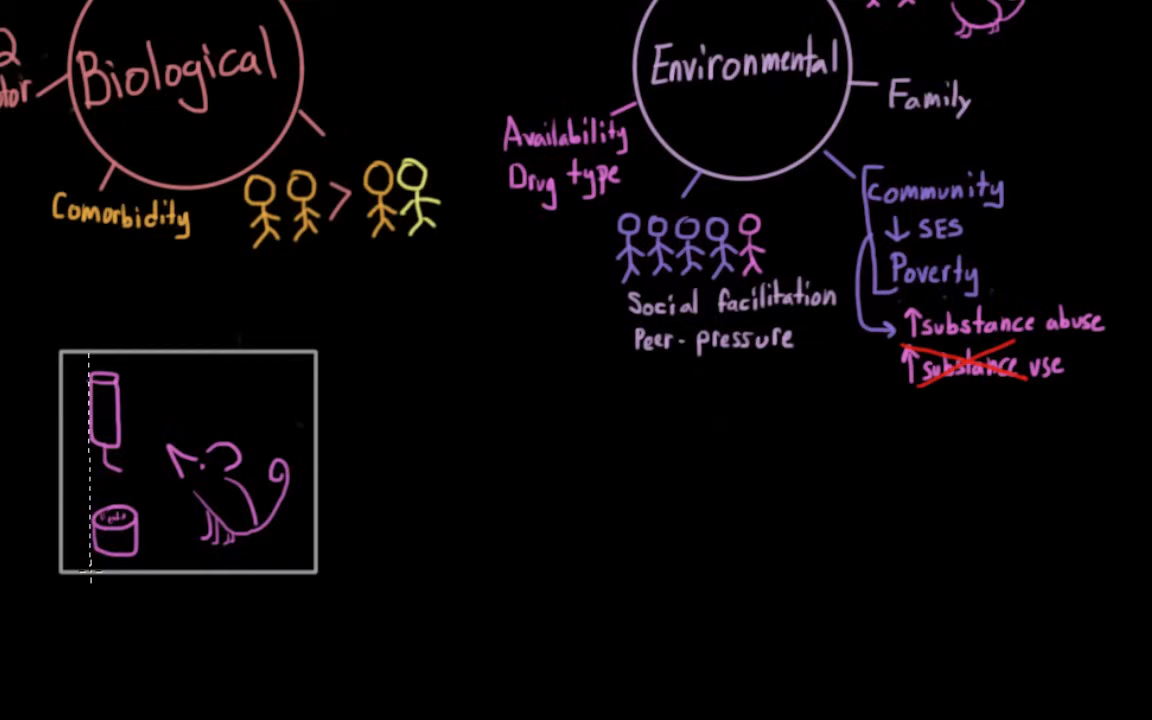 Biological
Comorbidity
>
Environmental
Availability
Drug type
Family
Community
↓ SES
Poverty
↑substance abuse
↑substance use
Social facilitation
Peer-pressure